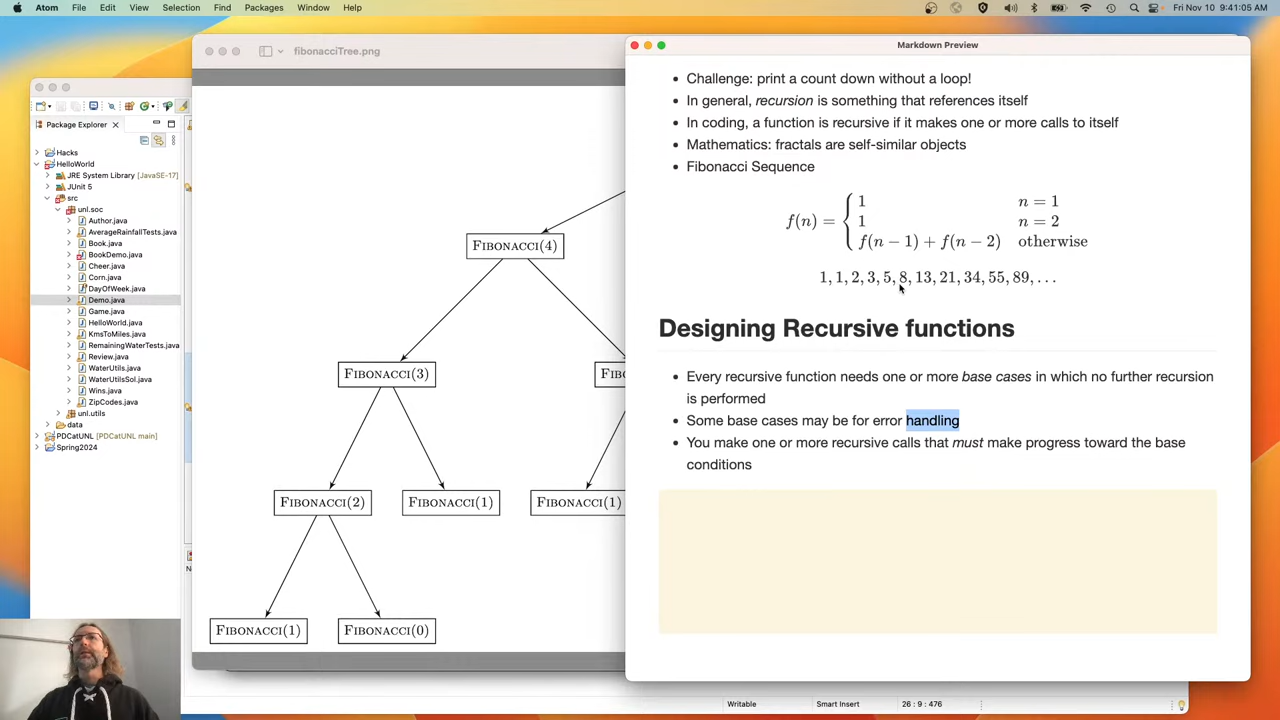 Atom File Edit View Selection Find Packages Window Help
Fri Nov 10 9:41:05 AM
fibonacciTree.png
Markdown Preview
Package Explorer
Hacks
HelloWorld
JRE System Library [JavaSE-17]
JUnit 5
src
unl.soc
Author.java
AverageRainfallTests.java
Book.java
BookDemo.java
Cheer.java
Corn.java
DayOfWeek.java
Demo.java
Game.java
HelloWorld.java
KmsToMiles.java
RemainingWaterTests.java
Review.java
WaterUtils.java
WaterUtilsSol.java
Wins.java
ZipCodes.java
unl.utils
data
PDCatUNL [PDCatUNL main]
Spring2024
FIBONACCI(4)
FIBONACCI(3)
FIBONACCI(2)
FIBONACCI(1)
FIBONACCI(1)
FIBONACCI(1)
FIBONACCI(0)
• Challenge: print a count down without a loop!
• In general, recursion is something that references itself
• In coding, a function is recursive if it makes one or more calls to itself
• Mathematics: fractals are self-similar objects
• Fibonacci Sequence
1 n = 1
f(n) = { 1 n = 2
f(n − 1) + f(n − 2) otherwise
1, 1, 2, 3, 5, 8, 13, 21, 34, 55, 89, . . .
Designing Recursive functions
• Every recursive function needs one or more base cases in which no further recursion
is performed
• Some base cases may be for error handling
• You make one or more recursive calls that must make progress toward the base
conditions
Writable Smart Insert 26 : 9 : 476